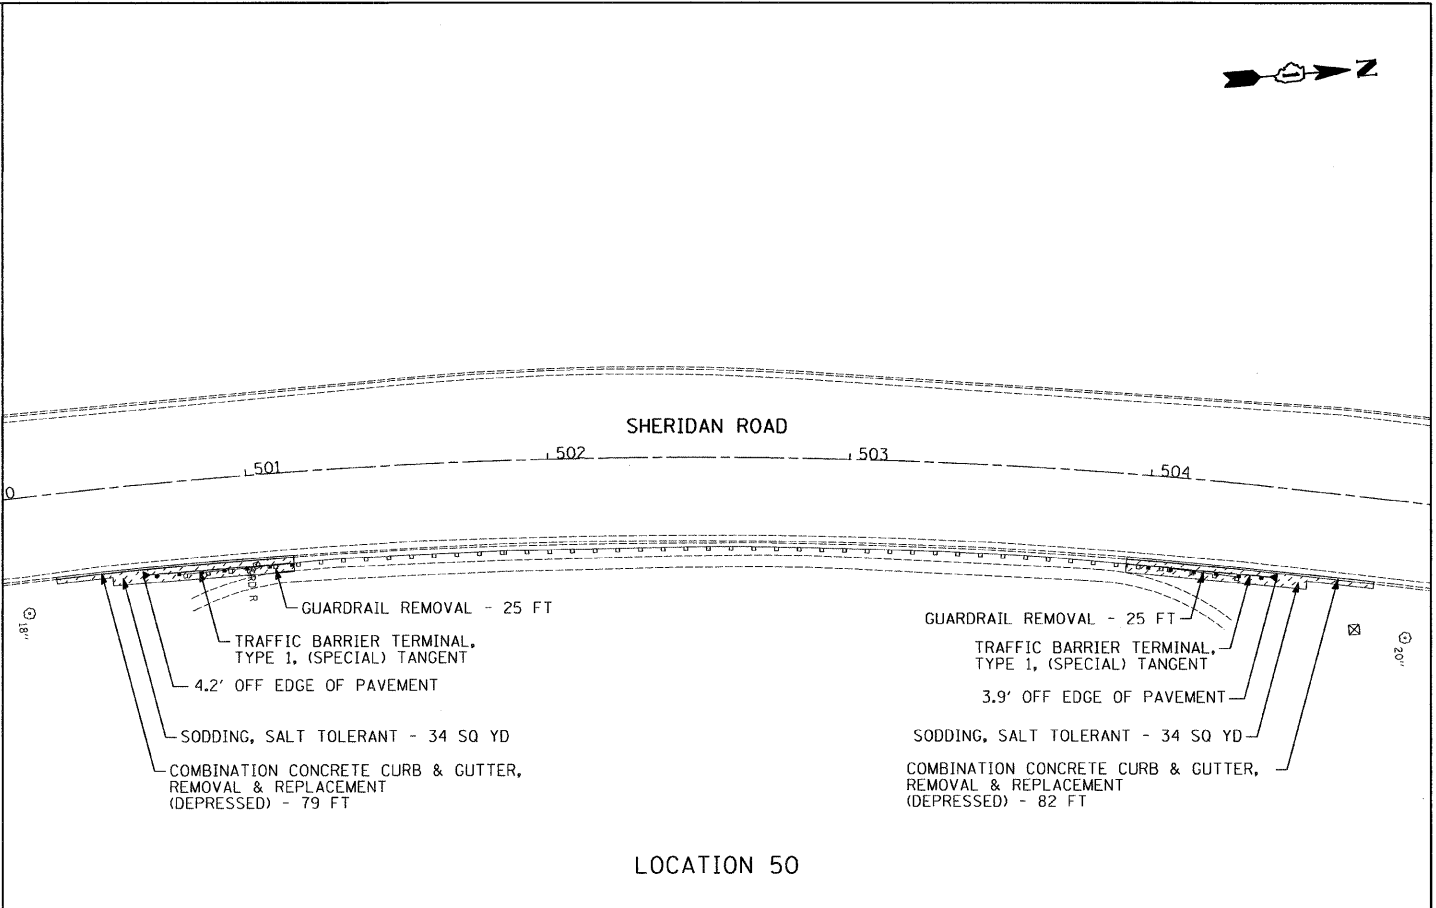 N
SHERIDAN ROAD
501
502
503
504
0
GUARDRAIL REMOVAL - 25 FT
TRAFFIC BARRIER TERMINAL,
TYPE 1, (SPECIAL) TANGENT
4.2' OFF EDGE OF PAVEMENT
SODDING, SALT TOLERANT - 34 SQ YD
COMBINATION CONCRETE CURB & GUTTER,
REMOVAL & REPLACEMENT
(DEPRESSED) - 79 FT
18"
GUARDRAIL REMOVAL - 25 FT
TRAFFIC BARRIER TERMINAL,
TYPE 1, (SPECIAL) TANGENT
3.9' OFF EDGE OF PAVEMENT
SODDING, SALT TOLERANT - 34 SQ YD
COMBINATION CONCRETE CURB & GUTTER,
REMOVAL & REPLACEMENT
(DEPRESSED) - 82 FT
20"
LOCATION 50